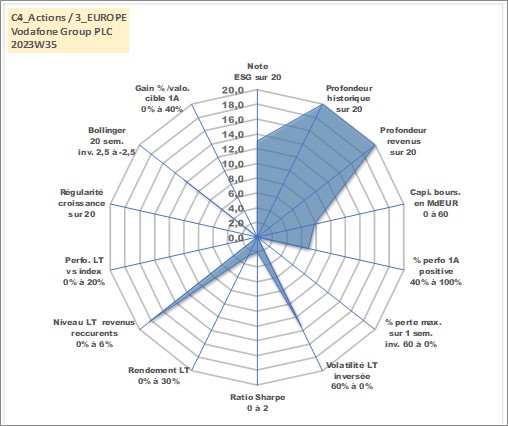 C4_Actions / 3_EUROPE
Vodafone Group PLC
2023W35
Note
ESG sur 20
Profondeur
historique
sur 20
Profondeur
revenus
sur 20
Capi. bours.
en MdEUR
0 à 60
% perfo 1A
positive
40% à 100%
% perte max.
sur 1 sem.
inv. 60 à 0%
Volatilité LT
inversée
60% à 0%
Ratio Sharpe
0 à 2
Rendement LT
0% à 30%
Niveau LT revenus
reccurents
0% à 6%
Perfo. LT
vs index
0% à 20%
Régularité
croissance
sur 20
Bollinger
20 sem.
inv. 2,5 à -2,5
Gain % /valo.
cible 1A
0% à 40%
20,0
18,0
16,0
14,0
12,0
10,0
8,0
6,0
4,0
2,0
0,0